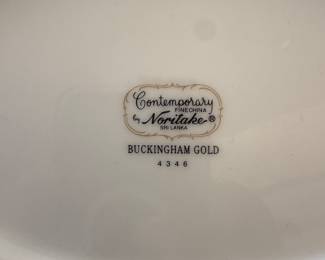 Contemporary
FINE CHINA
by Noritake®
SRI LANKA
BUCKINGHAM GOLD
4346